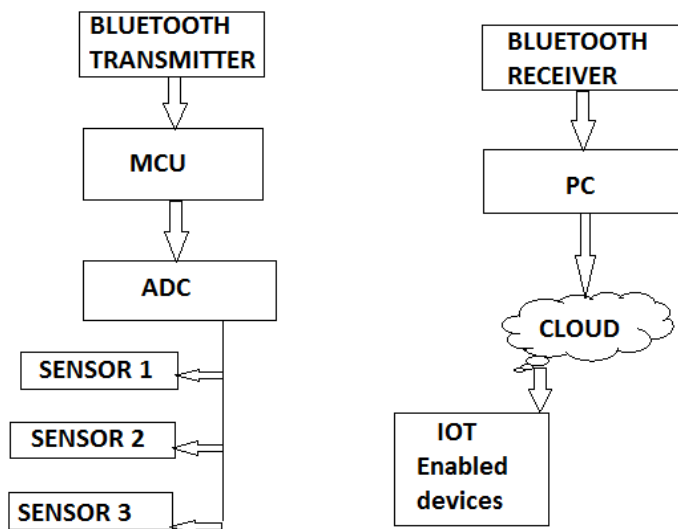 BLUETOOTH
TRANSMITTER
MCU
ADC
SENSOR 1
SENSOR 2
SENSOR 3
BLUETOOTH
RECEIVER
PC
CLOUD
IOT
Enabled
devices